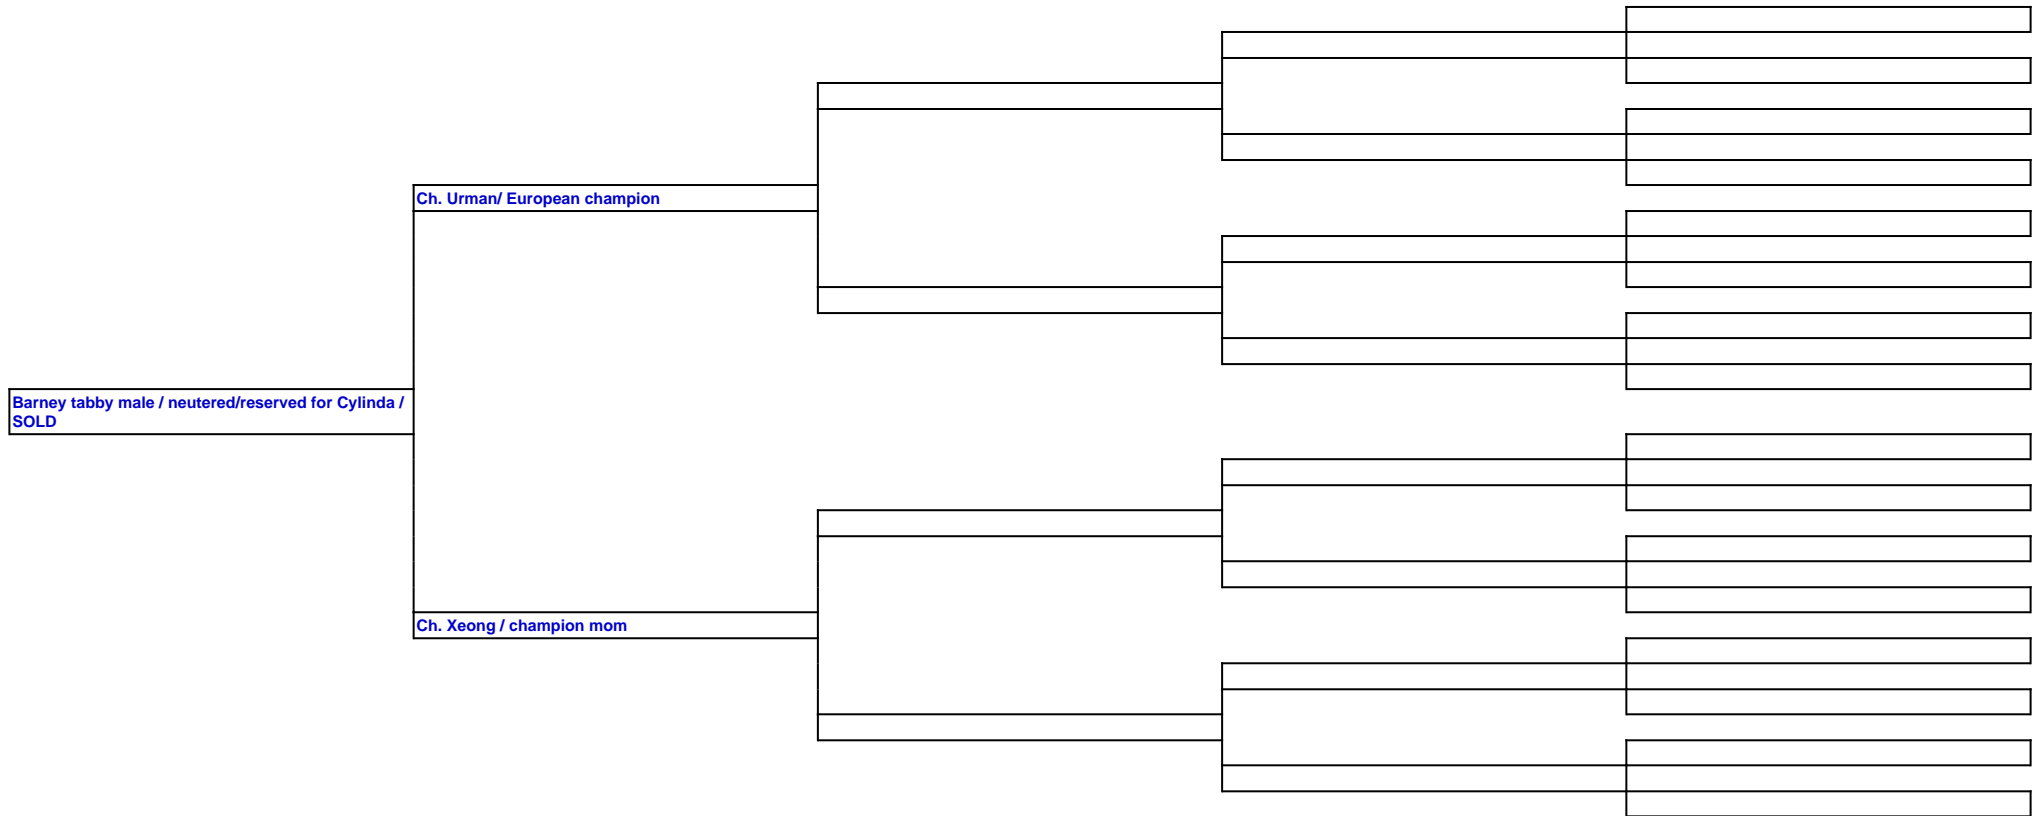 Ch. Urman/ European champion
Barney tabby male / neutered/reserved for Cylinda /
SOLD
Ch. Xeong / champion mom